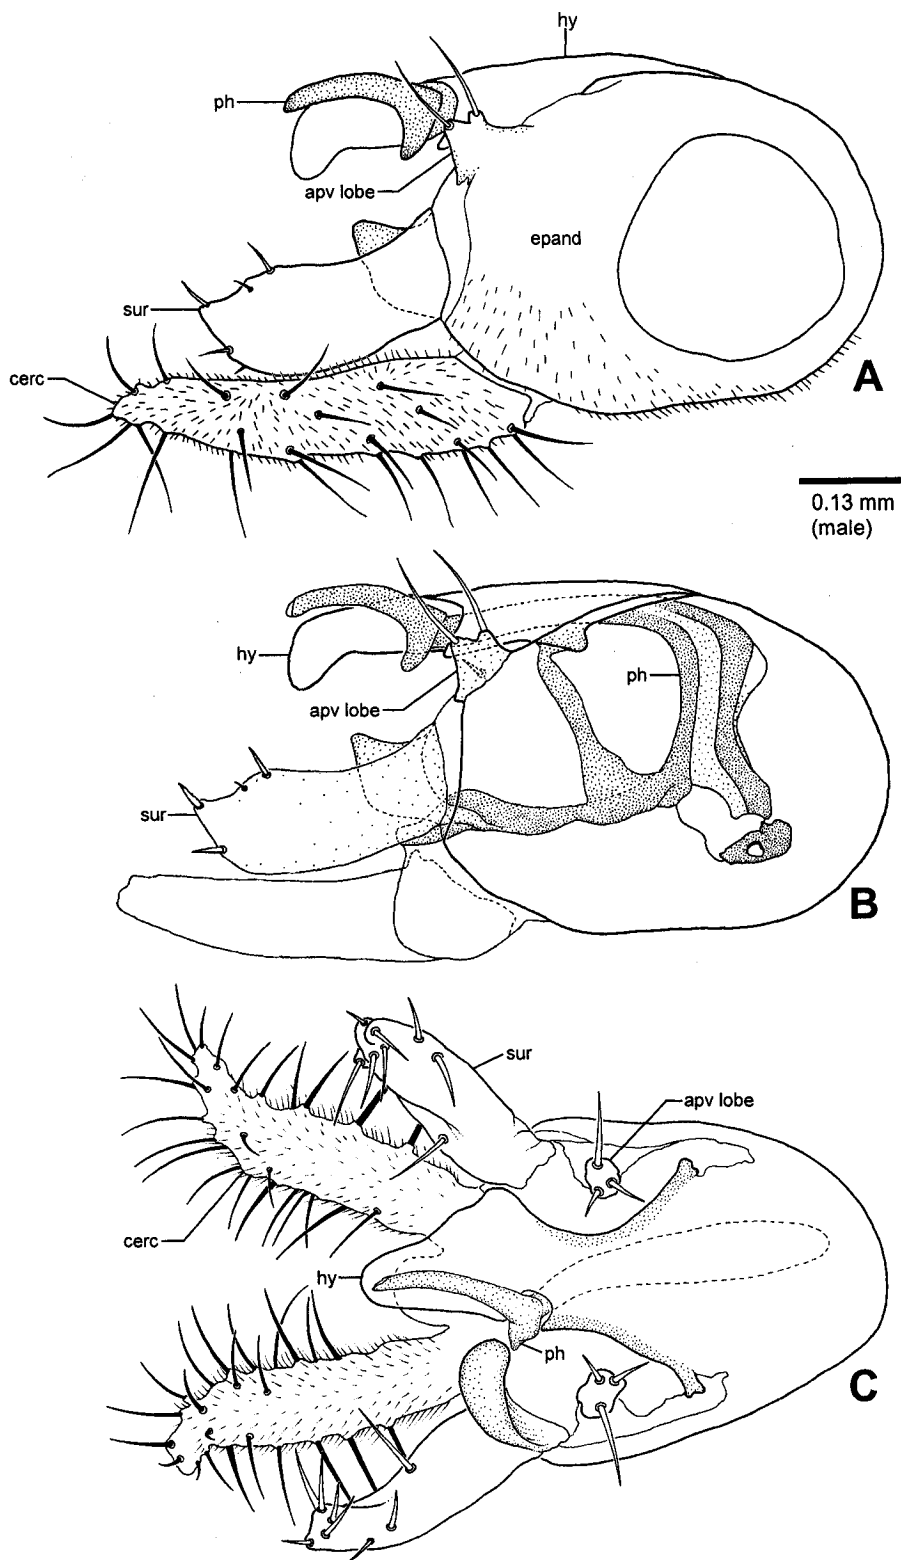 hy
ph
apv lobe
epand
sur
cerc
A
0.13 mm
(male)
hy
ph
apv lobe
sur
B
sur
apv lobe
cerc
hy
ph
C